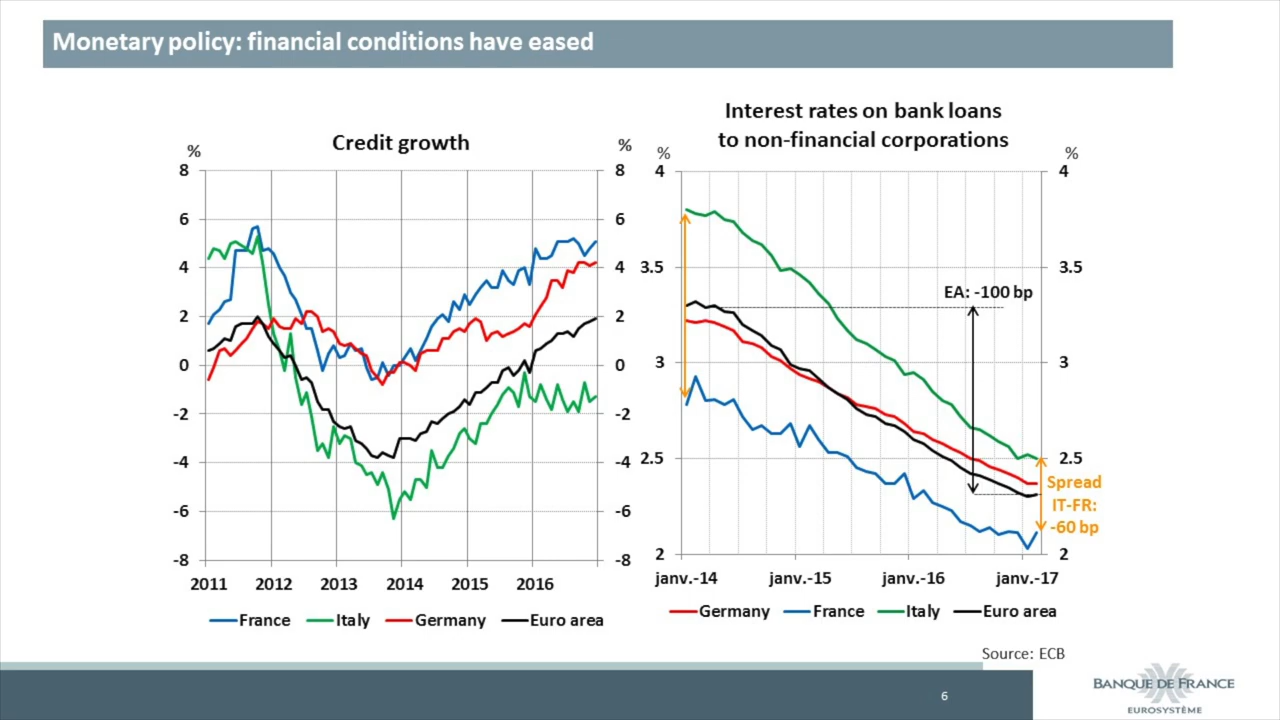 Monetary policy: financial conditions have eased
Credit growth
%
%
8
6
4
2
0
-2
-4
-6
-8
8
6
4
2
0
-2
-4
-6
-8
2011 2012 2013 2014 2015 2016
France Italy Germany Euro area
Interest rates on bank loans
to non-financial corporations
%
%
4
3.5
3
2.5
2
4
3.5
3
2.5
2
EA: -100 bp
Spread
IT-FR:
-60 bp
janv.-14 janv.-15 janv.-16 janv.-17
Germany France Italy Euro area
Source: ECB
6
BANQUE DE FRANCE
EUROSYSTÈME